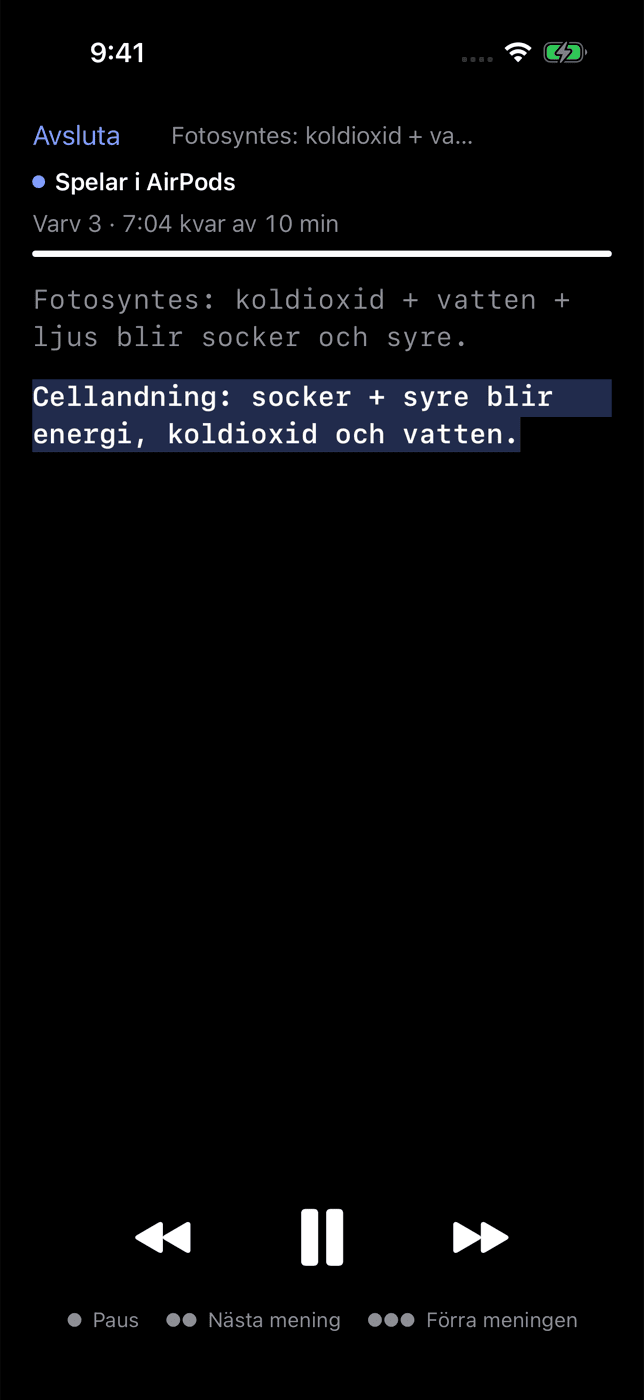 9:41
Avsluta Fotosyntes: koldioxid + va...
Spelar i AirPods
Varv 3 · 7:04 kvar av 10 min
Fotosyntes: koldioxid + vatten +
ljus blir socker och syre.
Cellandning: socker + syre blir
energi, koldioxid och vatten.
Paus Nästa mening Förra meningen